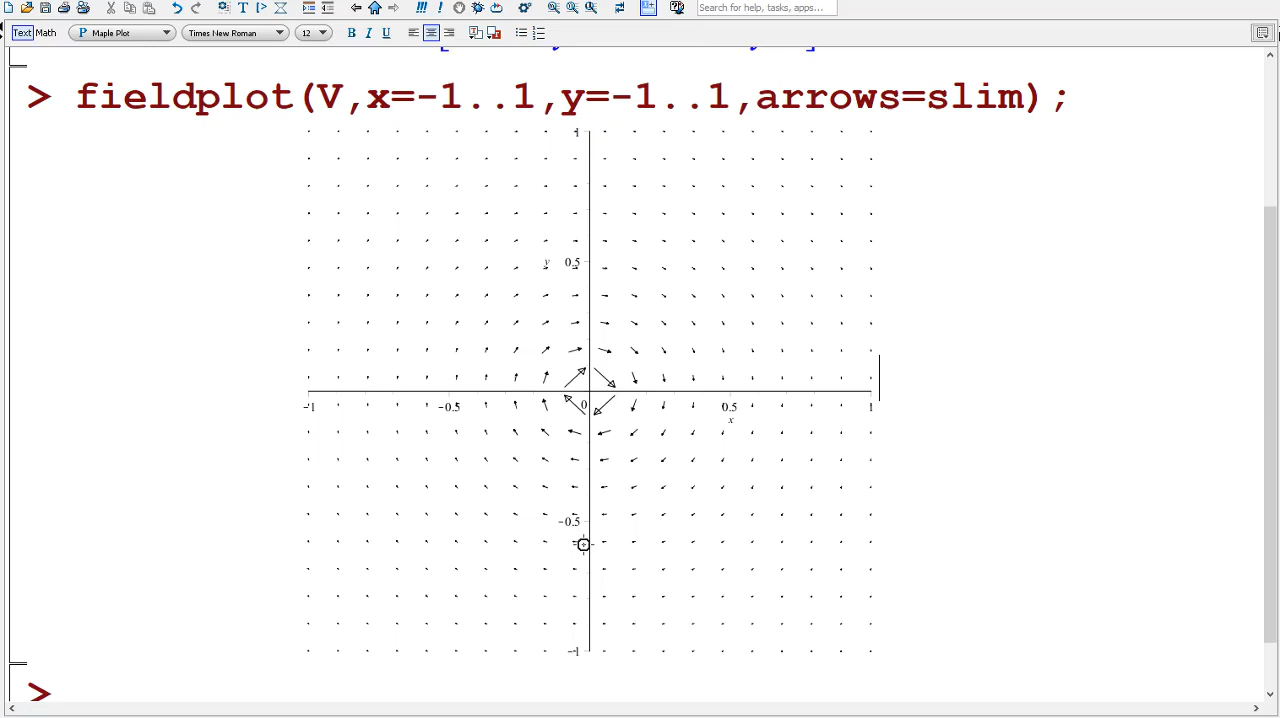 Search for help, tasks, apps...
Text Math P Maple Plot Times New Roman 12 B I U
> fieldplot(V,x=-1..1,y=-1..1,arrows=slim);
1
y 0.5
-1 -0.5 0 0.5 1
x
-0.5
-1
>